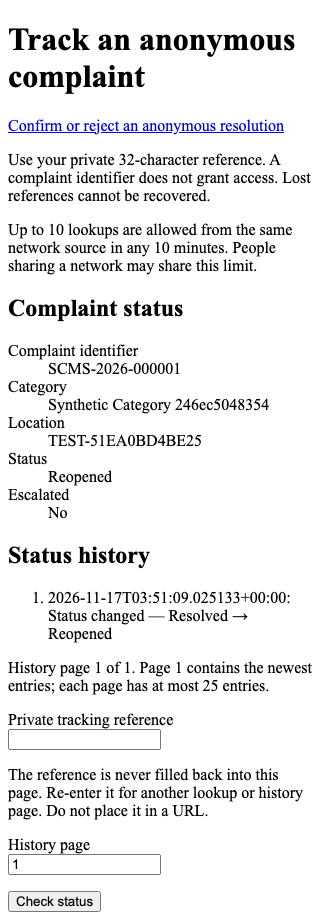 Track an anonymous
complaint
Confirm or reject an anonymous resolution
Use your private 32-character reference. A
complaint identifier does not grant access. Lost
references cannot be recovered.
Up to 10 lookups are allowed from the same
network source in any 10 minutes. People
sharing a network may share this limit.
Complaint status
Complaint identifier
SCMS-2026-000001
Category
Synthetic Category 246ec5048354
Location
TEST-51EA0BD4BE25
Status
Reopened
Escalated
No
Status history
1. 2026-11-17T03:51:09.025133+00:00:
Status changed — Resolved →
Reopened
History page 1 of 1. Page 1 contains the newest
entries; each page has at most 25 entries.
Private tracking reference
The reference is never filled back into this
page. Re-enter it for another lookup or history
page. Do not place it in a URL.
History page
1
Check status